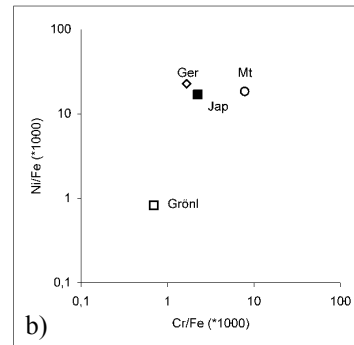 100
10
1
0,1
Ni/Fe (*1000)
Ger
Mt
Jap
Grönl
0,1
1
10
100
Cr/Fe (*1000)
b)